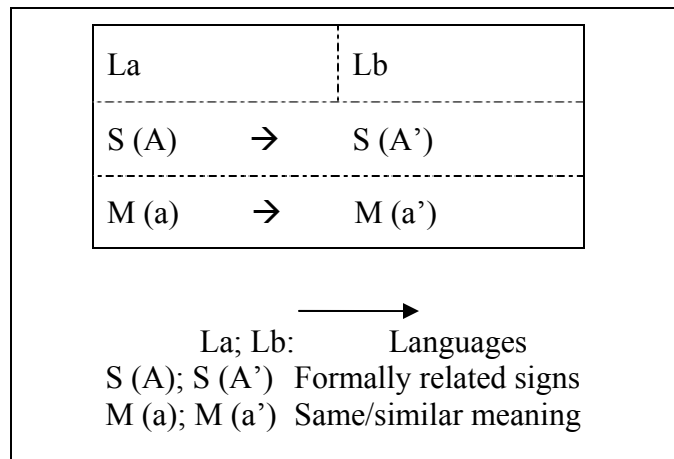 La Lb
S (A) → S (A’)
M (a) → M (a’)
La; Lb: Languages
S (A); S (A’) Formally related signs
M (a); M (a’) Same/similar meaning